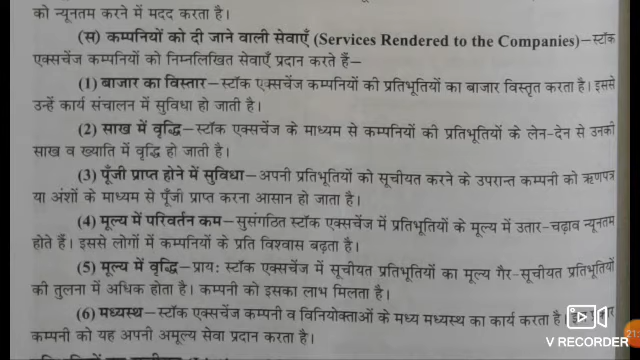 को न्यूनतम करने में मदद करता है।
(स) कम्पनियों को दी जाने वाली सेवाएँ (Services Rendered to the Companies)–स्टॉक
एक्सचेंज कम्पनियों को निम्नलिखित सेवाएँ प्रदान करते हैं–
(1) बाजार का विस्तार–स्टॉक एक्सचेंज कम्पनियों की प्रतिभूतियों का बाजार विस्तृत करता है। इससे
उन्हें कार्य संचालन में सुविधा हो जाती है।
(2) साख में वृद्धि–स्टॉक एक्सचेंज के माध्यम से कम्पनियों की प्रतिभूतियों के लेन-देन से उनकी
साख व ख्याति में वृद्धि हो जाती है।
(3) पूँजी प्राप्त होने में सुविधा–अपनी प्रतिभूतियों को सूचीयत करने के उपरान्त कम्पनी को ऋणपत्र
या अंशों के माध्यम से पूँजी प्राप्त करना आसान हो जाता है।
(4) मूल्य में परिवर्तन कम–सुसंगठित स्टॉक एक्सचेंज में प्रतिभूतियों के मूल्य में उतार-चढ़ाव न्यूनतम
होते हैं। इससे लोगों में कम्पनियों के प्रति विश्वास बढ़ता है।
(5) मूल्य में वृद्धि–प्राय: स्टॉक एक्सचेंज में सूचीयत प्रतिभूतियों का मूल्य गैर-सूचीयत प्रतिभूतियों
की तुलना में अधिक होता है। कम्पनी को इसका लाभ मिलता है।
(6) मध्यस्थ–स्टॉक एक्सचेंज कम्पनी व विनियोक्ताओं के मध्य मध्यस्थ का कार्य करता है।
कम्पनी को यह अपनी अमूल्य सेवा प्रदान करता है।
V RECORDER